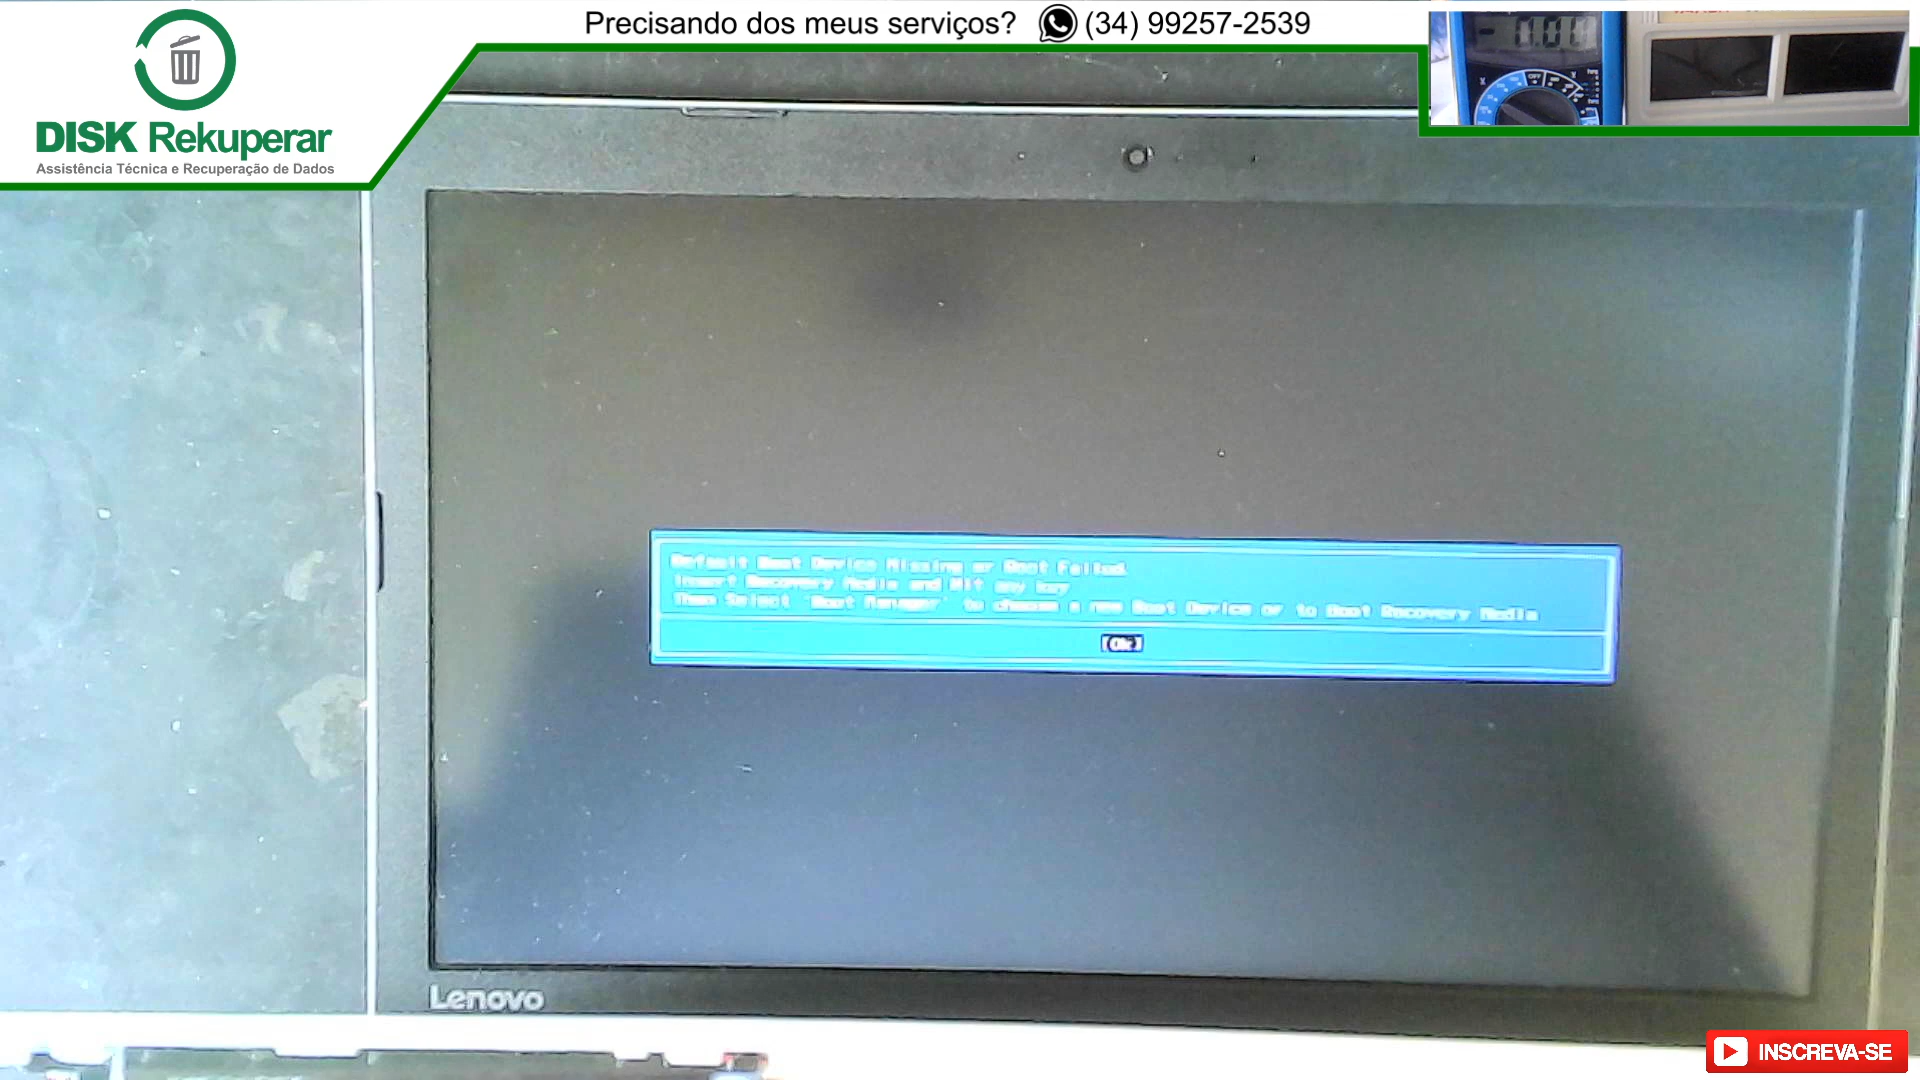 Precisando dos meus serviços? (34) 99257-2539
DISK Rekuperar
Assistência Técnica e Recuperação de Dados
Default Boot Device Missing or Boot Failed.
Insert Recovery Media and Hit any key
Then Select 'Boot Manager' to choose a new Boot Device or to Boot Recovery Media
[Ok]
Lenovo
INSCREVA-SE